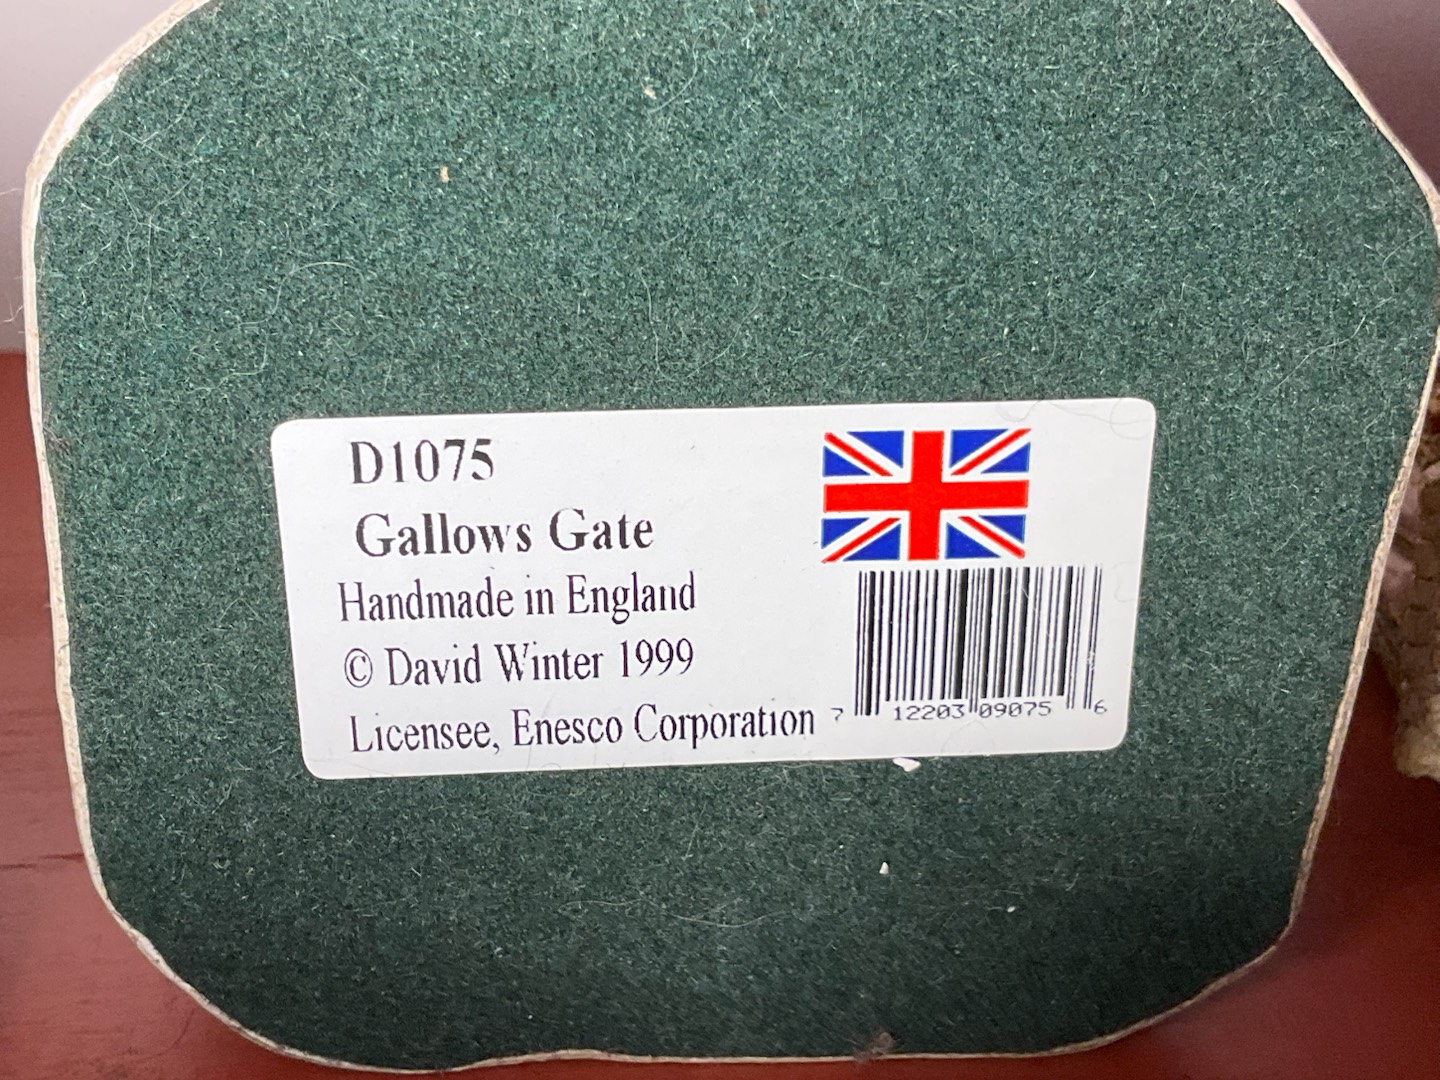 D1075
Gallows Gate
Handmade in England
© David Winter 1999
Licensee, Enesco Corporation
7 12203 09075 6